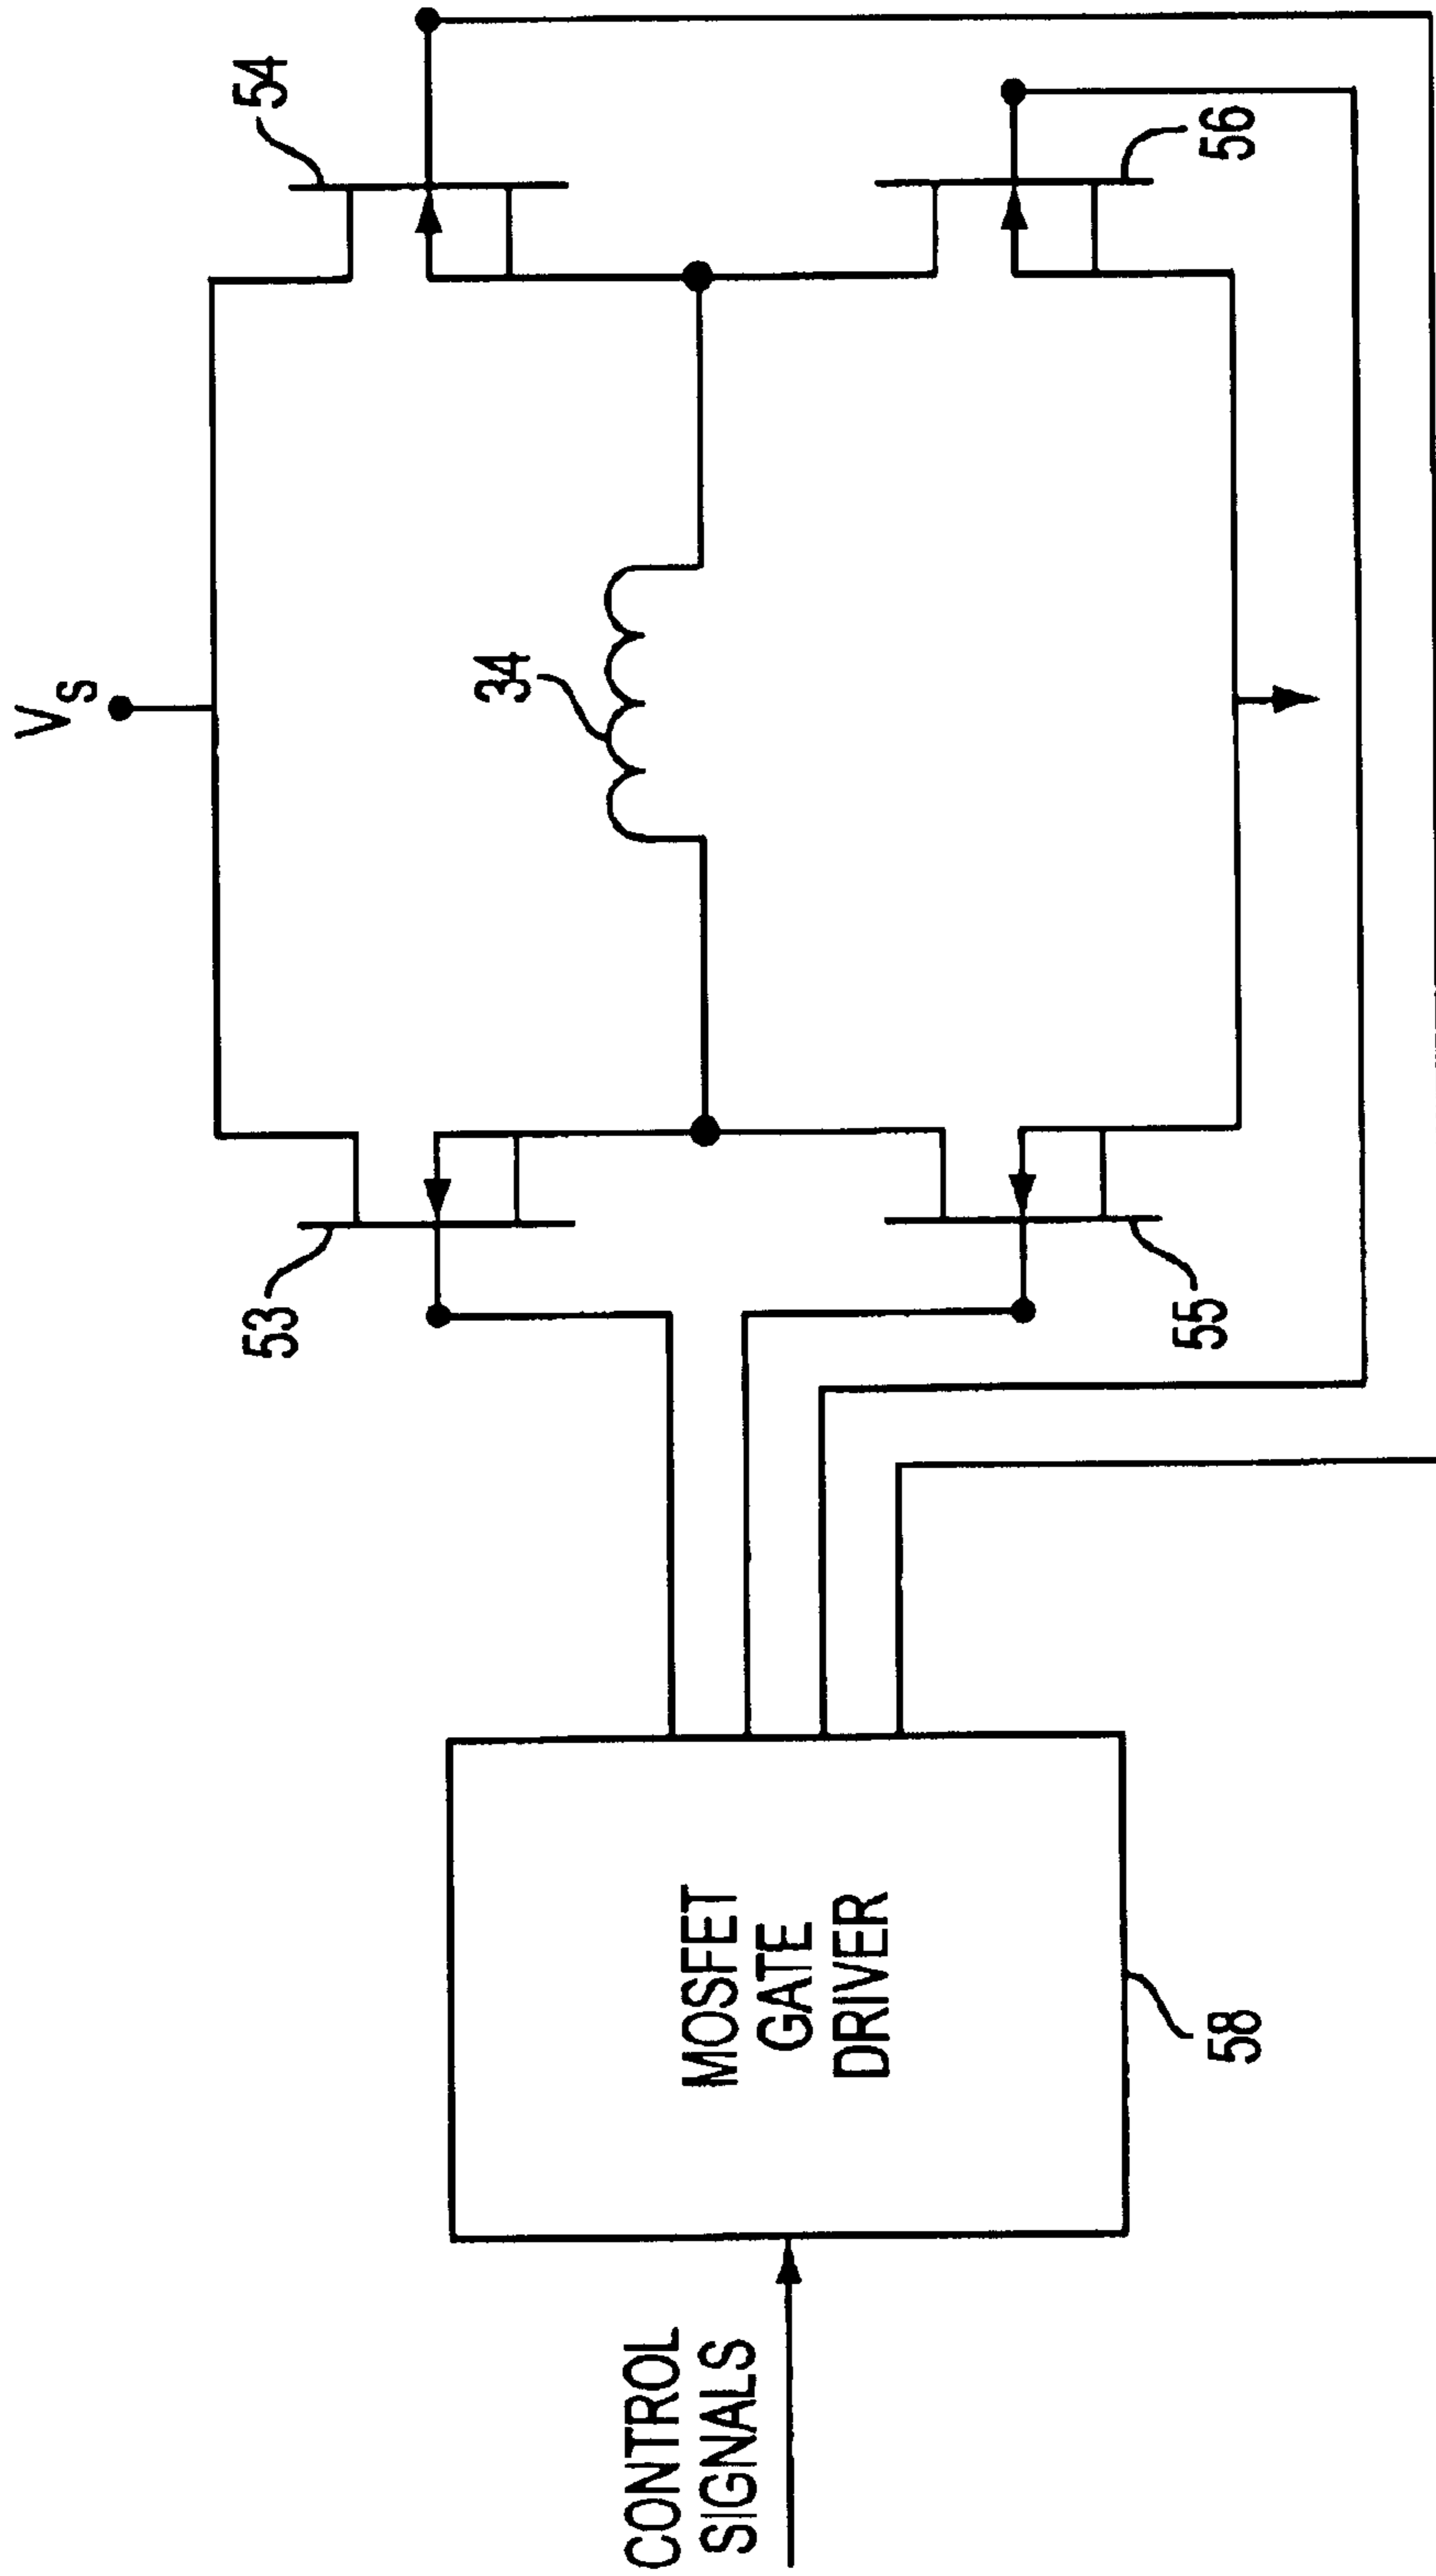 CONTROL
SIGNALS
MOSFET
GATE
DRIVER
58
53
55
34
Vs
54
56